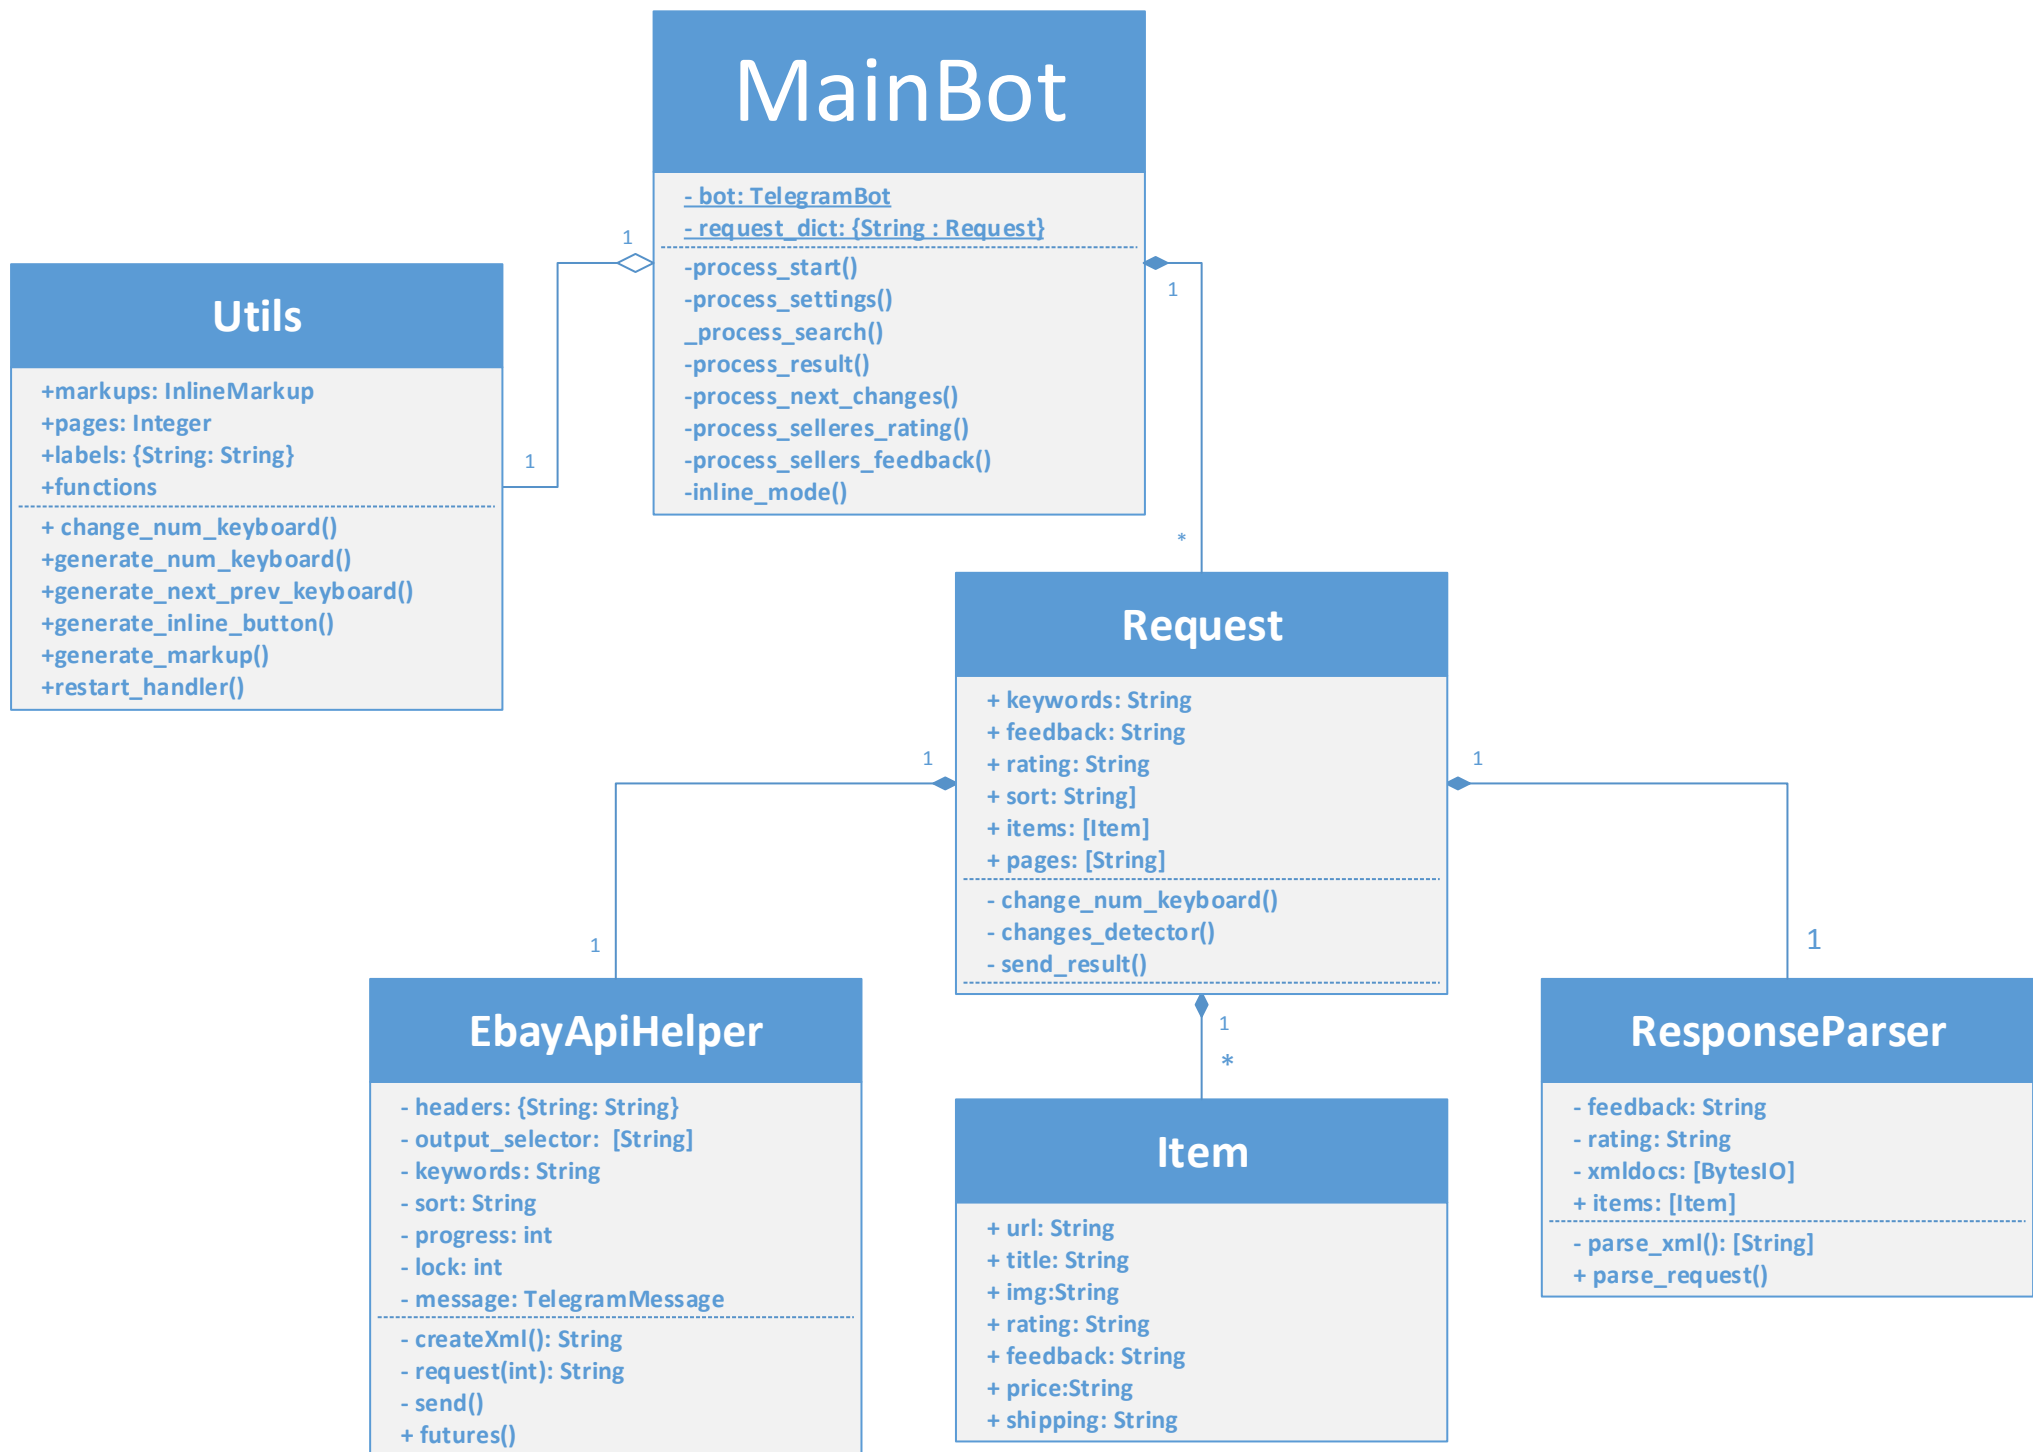 MainBot
- bot: TelegramBot
- request_dict: {String : Request}
-process_start()
-process_settings()
_process_search()
-process_result()
-process_next_changes()
-process_selleres_rating()
-process_sellers_feedback()
-inline_mode()
1
1
1
*
Utils
+markups: InlineMarkup
+pages: Integer
+labels: {String: String}
+functions
+ change_num_keyboard()
+generate_num_keyboard()
+generate_next_prev_keyboard()
+generate_inline_button()
+generate_markup()
+restart_handler()
Request
+ keywords: String
+ feedback: String
+ rating: String
+ sort: String]
+ items: [Item]
+ pages: [String]
- change_num_keyboard()
- changes_detector()
- send_result()
1
1
1
1
1
*
EbayApiHelper
- headers: {String: String}
- output_selector:  [String]
- keywords: String
- sort: String
- progress: int
- lock: int
- message: TelegramMessage
- createXml(): String
- request(int): String
- send()
+ futures()
Item
+ url: String
+ title: String
+ img:String
+ rating: String
+ feedback: String
+ price:String
+ shipping: String
ResponseParser
- feedback: String
- rating: String
- xmldocs: [BytesIO]
+ items: [Item]
- parse_xml(): [String]
+ parse_request()